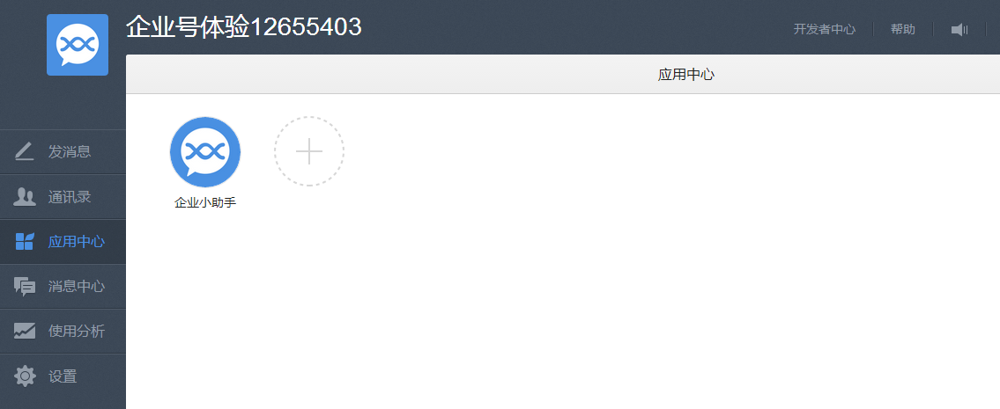 企业号体验12655403
开发者中心
帮助
应用中心
发消息
通讯录
应用中心
消息中心
使用分析
设置
企业小助手